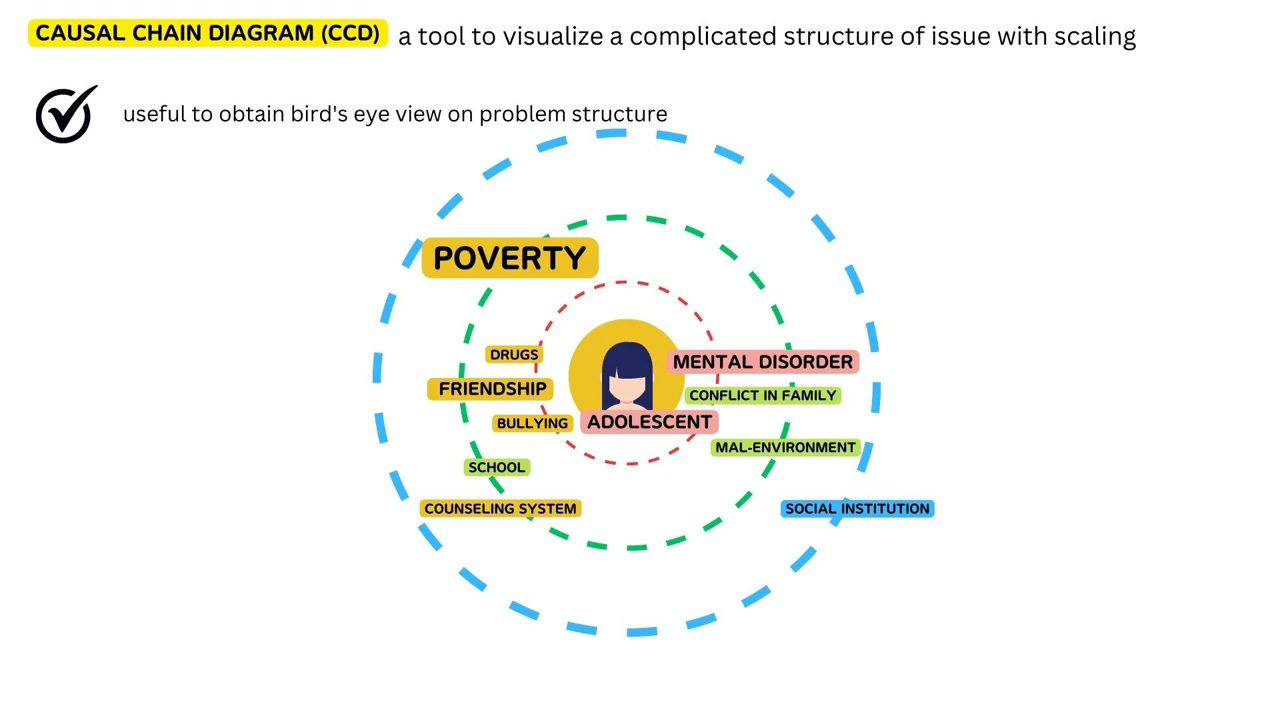 CAUSAL CHAIN DIAGRAM (CCD) a tool to visualize a complicated structure of issue with scaling
useful to obtain bird's eye view on problem structure
POVERTY
DRUGS
MENTAL DISORDER
FRIENDSHIP
CONFLICT IN FAMILY
BULLYING
ADOLESCENT
MAL-ENVIRONMENT
SCHOOL
COUNSELING SYSTEM
SOCIAL INSTITUTION